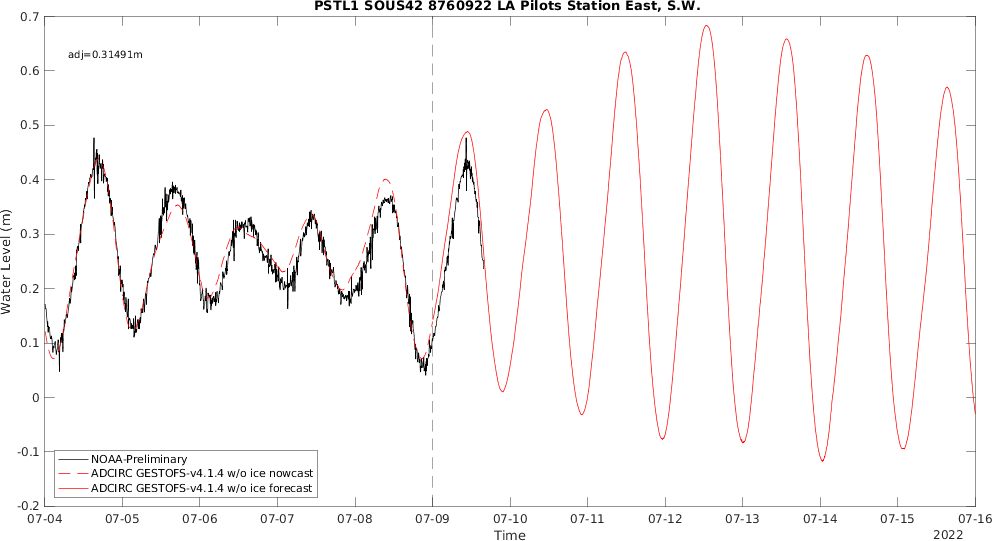 PSTL1 SOUS42 8760922 LA Pilots Station East, S.W.
adj=0.31491m
0.7
0.6
0.5
0.4
0.3
0.2
0.1
0
-0.1
-0.2
Water Level (m)
NOAA-Preliminary
ADCIRC GESTOFS-v4.1.4 w/o ice nowcast
ADCIRC GESTOFS-v4.1.4 w/o ice forecast
07-04 07-05 07-06 07-07 07-08 07-09 07-10 07-11 07-12 07-13 07-14 07-15 07-16
Time
2022